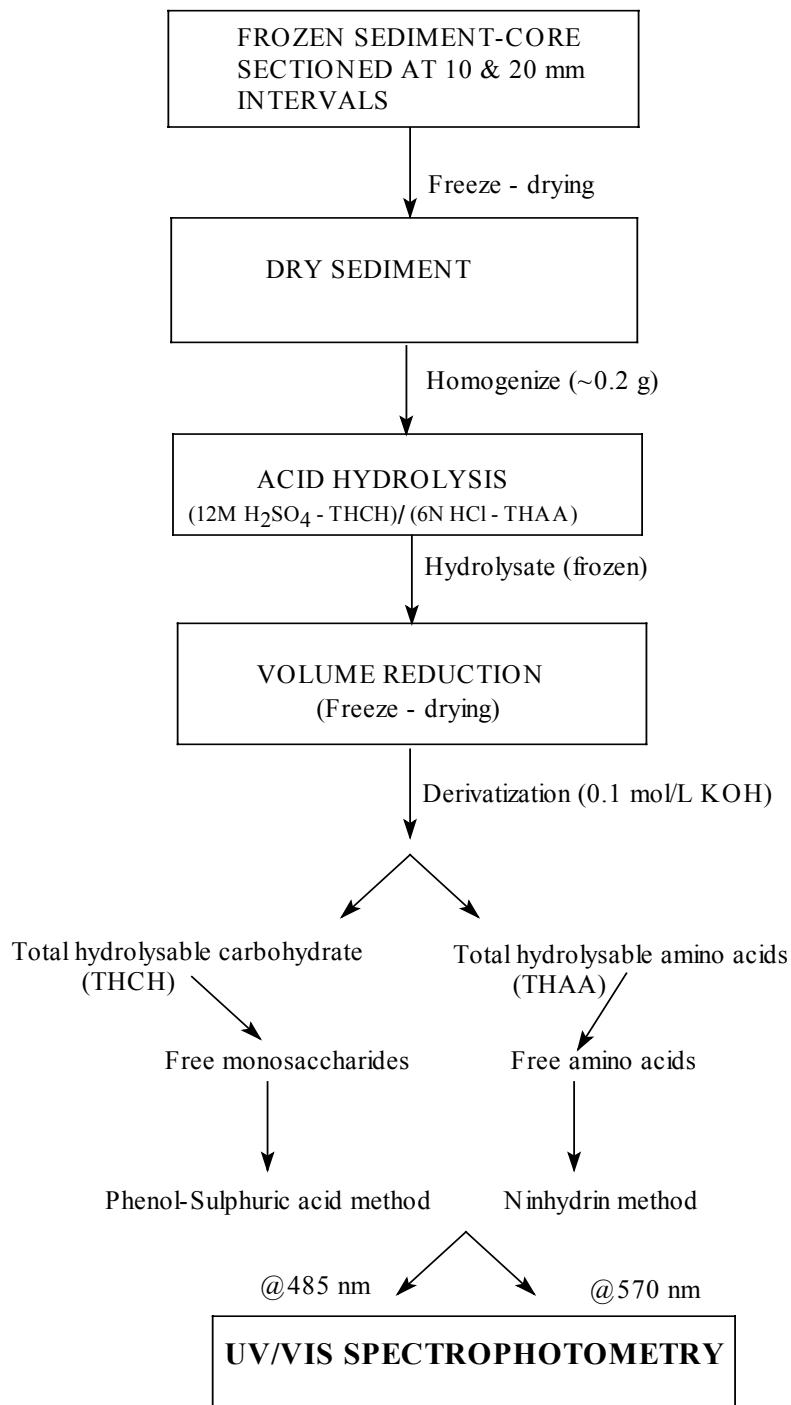 FROZEN SEDIMENT-CORE
SECTIONED AT 10 & 20 mm
INTERVALS
Freeze - drying
DRY SEDIMENT
Homogenize (~0.2 g)
ACID HYDROLYSIS
(12M H2SO4 - THCH)/ (6N HCl - THAA)
Hydrolysate (frozen)
VOLUME REDUCTION
(Freeze - drying)
Derivatization (0.1 mol/L KOH)
Total hydrolysable carbohydrate
(THCH)
Total hydrolysable amino acids
(THAA)
Free monosaccharides
Free amino acids
Phenol-Sulphuric acid method
Ninhydrin method
@485 nm
@570 nm
UV/VIS SPECTROPHOTOMETRY